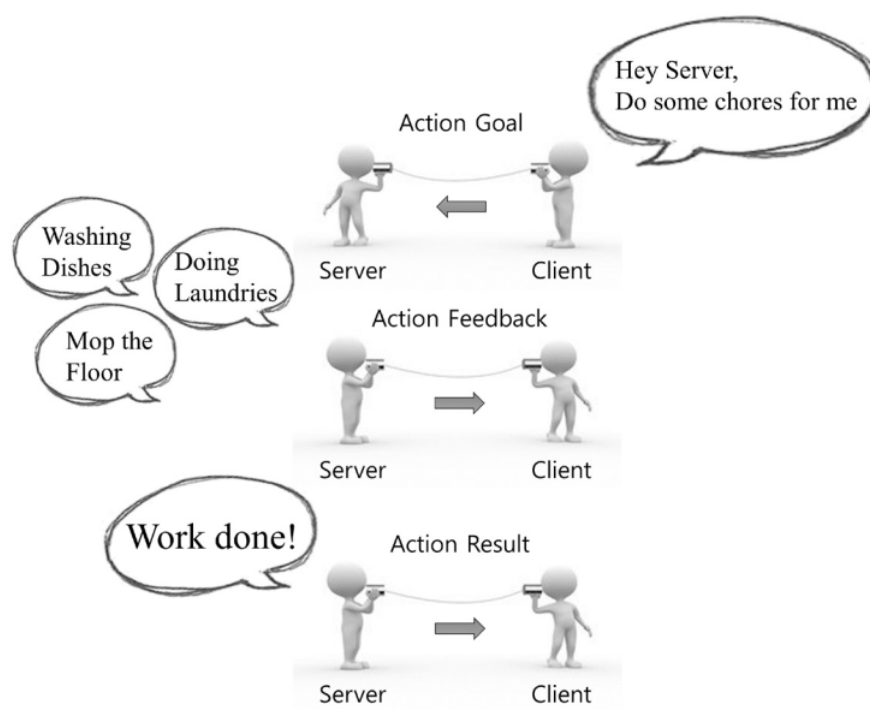 Hey Server,
Do some chores for me
Action Goal
Server Client
Washing
Dishes
Doing
Laundries
Mop the
Floor
Action Feedback
Server Client
Work done!
Action Result
Server Client